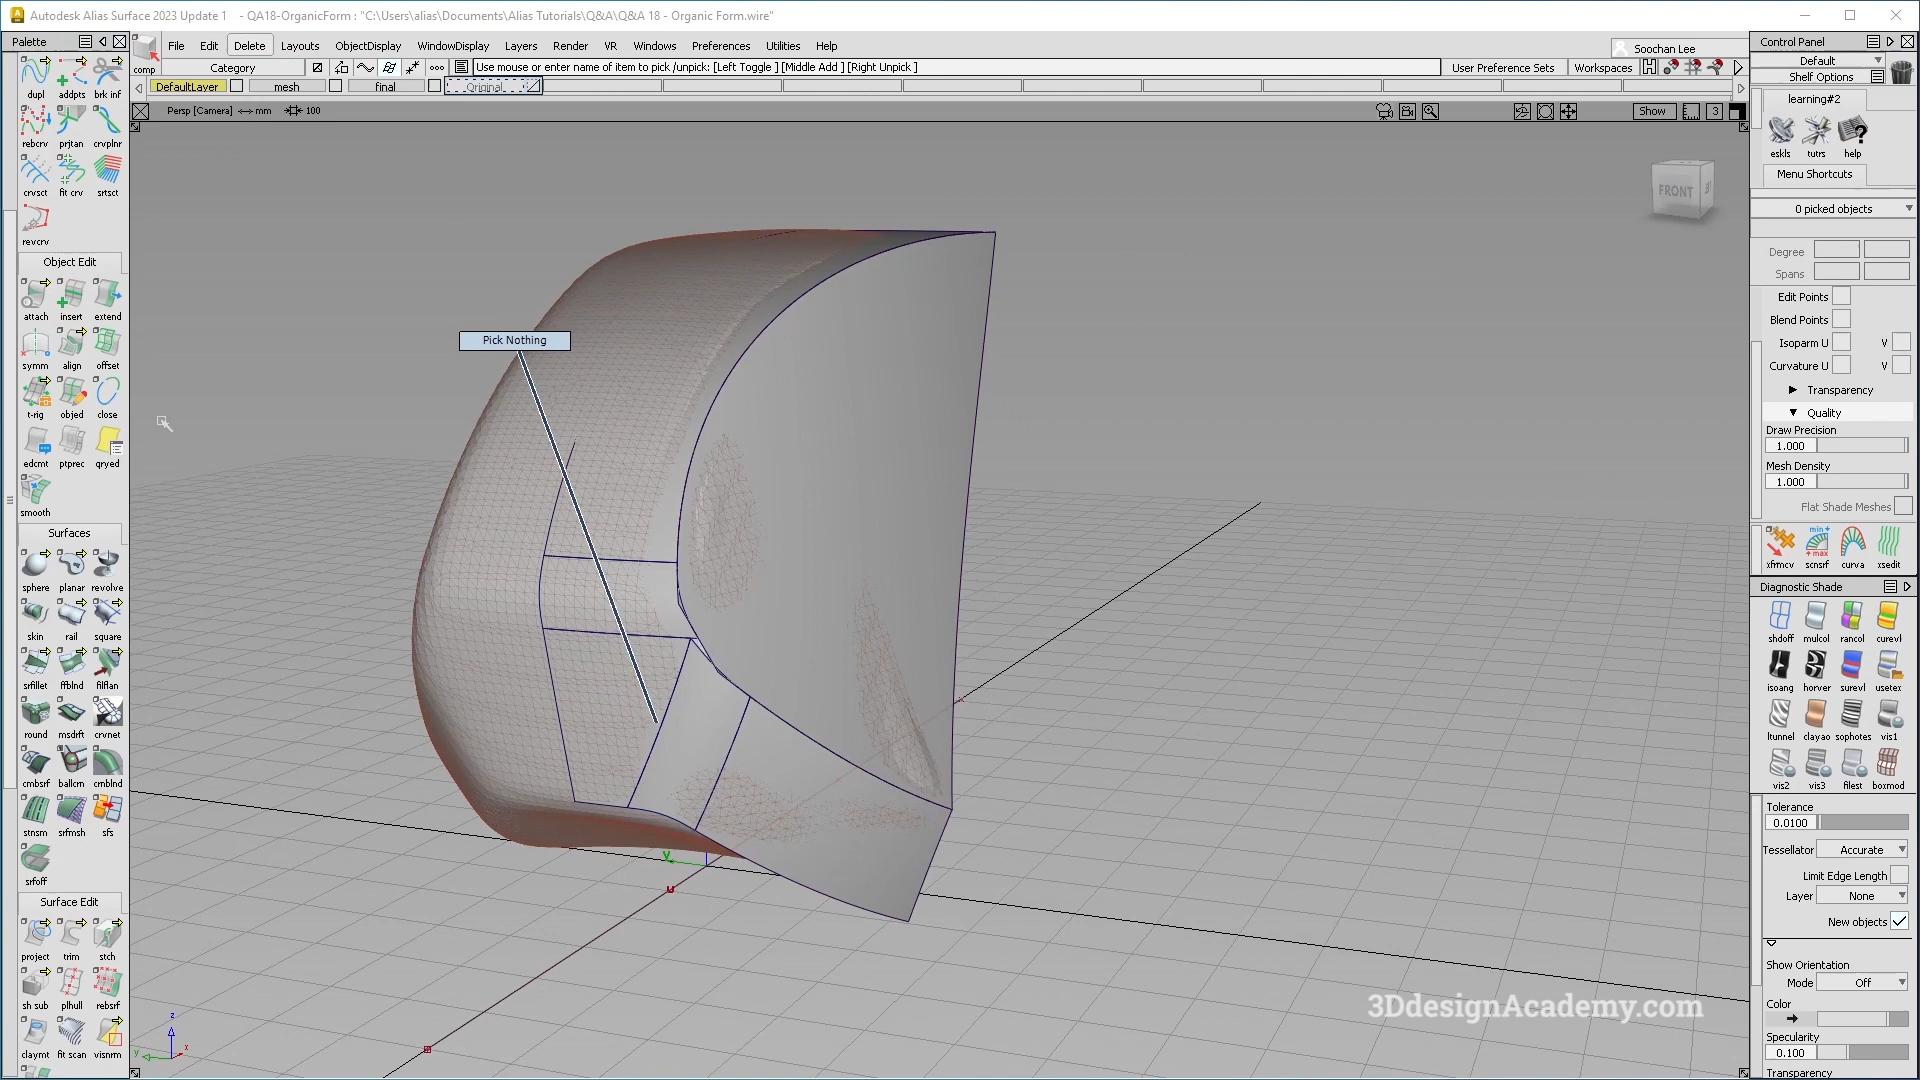 Autodesk Alias Surface 2023 Update 1 - QA18-OrganicForm : "C:\Users\alias\Documents\Alias Tutorials\Q&A\Q&A 18 - Organic Form.wire"
Palette
File Edit Delete Layouts ObjectDisplay WindowDisplay Layers Render VR Windows Preferences Utilities Help
Soochan Lee
comp
Category
Use mouse or enter name of item to pick /unpick: [Left Toggle ] [Middle Add ] [Right Unpick ]
User Preference Sets
Workspaces
DefaultLayer
mesh
final
Original
Persp [Camera] mm 100
Show
3
dupl addpts brk inf
rebcrv prjtan crvplnr
crvsct fit crv srtsct
revcrv
Object Edit
attach insert extend
symm align offset
t-rig objed close
edcmt ptprec qryed
smooth
Surfaces
sphere planar revolve
skin rail square
srfillet ffblnd filflan
round msdrft crvnet
cmbsrf ballcrn crnblnd
stnsm srfmsh sfs
srfoff
Surface Edit
project trim stch
sh sub plhull rebsrf
claymt fit scan visnrm
Pick Nothing
FRONT
y
u
z
x
y
3DdesignAcademy.com
Control Panel
Default
Shelf Options
learning#2
eskls tutrs help
Menu Shortcuts
0 picked objects
Degree
Spans
Edit Points
Blend Points
Isoparm U V
Curvature U V
Transparency
Quality
Draw Precision
1.000
Mesh Density
1.000
Flat Shade Meshes
min+
+max
xfrmcv scnsrf curva xsedit
Diagnostic Shade
shdoff mulcol rancol curevl
isoang horver surevl usetex
ltunnel clayao sophotes vis1
vis2 vis3 filest boxmod
Tolerance
0.0100
Tessellator Accurate
Limit Edge Length
Layer None
New objects
Show Orientation
Mode Off
Color
Specularity
0.100
Transparency